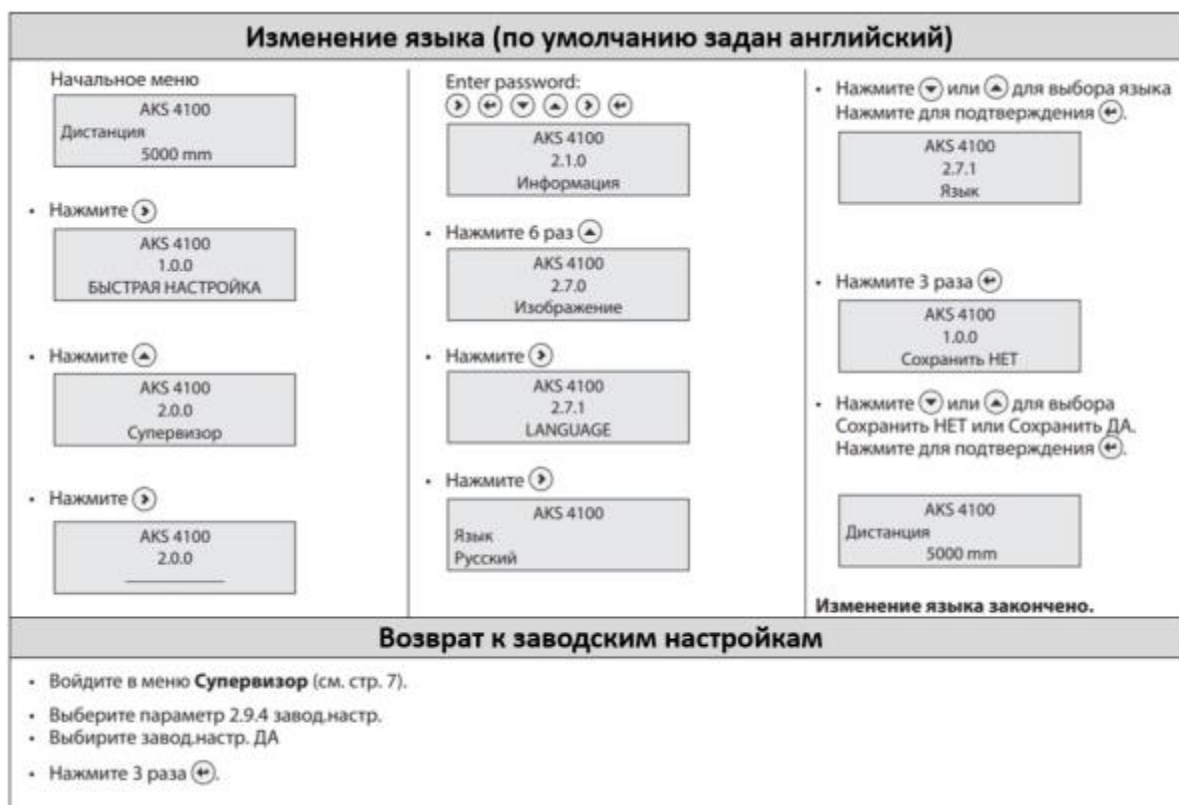 Изменение языка (по умолчанию задан английский)
Начальное меню
AKS 4100
Дистанция
5000 mm
• Нажмите
AKS 4100
1.0.0
БЫСТРАЯ НАСТРОЙКА
• Нажмите
AKS 4100
2.0.0
Супервизор
• Нажмите
AKS 4100
2.0.0
Enter password:
AKS 4100
2.1.0
Информация
• Нажмите 6 раз
AKS 4100
2.7.0
Изображение
• Нажмите
AKS 4100
2.7.1
LANGUAGE
• Нажмите
AKS 4100
Язык
Русский
• Нажмите или для выбора языка
Нажмите для подтверждения .
AKS 4100
2.7.1
Язык
• Нажмите 3 раза
AKS 4100
1.0.0
Сохранить НЕТ
• Нажмите или для выбора
Сохранить НЕТ или Сохранить ДА.
Нажмите для подтверждения .
AKS 4100
Дистанция
5000 mm
Изменение языка закончено.
Возврат к заводским настройкам
• Войдите в меню Супервизор (см. стр. 7).
• Выберите параметр 2.9.4 завод.настр.
• Выбирите завод.настр. ДА
• Нажмите 3 раза .